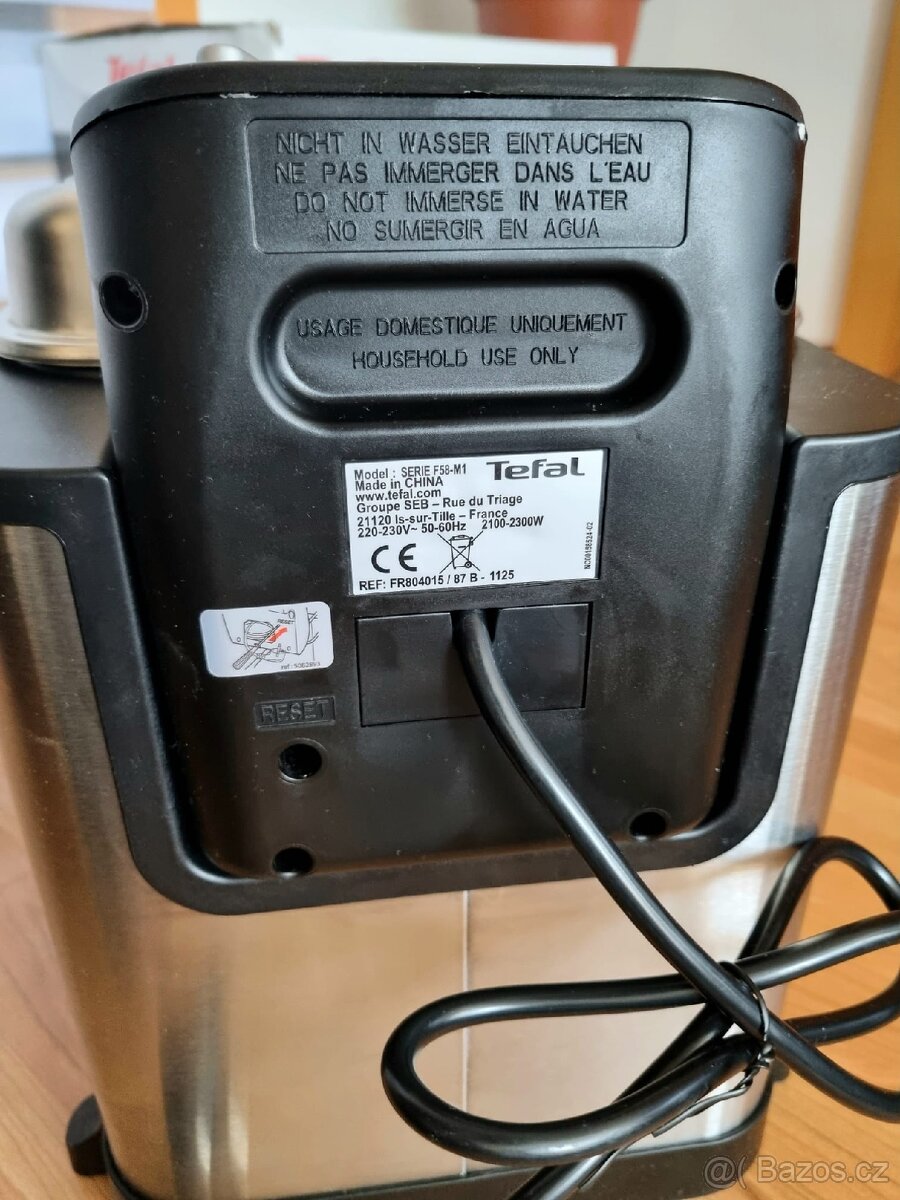 Tefal
NICHT IN WASSER EINTAUCHEN
NE PAS IMMERGER DANS L'EAU
DO NOT IMMERSE IN WATER
NO SUMERGIR EN AGUA
USAGE DOMESTIQUE UNIQUEMENT
HOUSEHOLD USE ONLY
Model : SERIE F58-M1
Tefal
Made in CHINA
www.tefal.com
Groupe SEB – Rue du Triage
21120 Is-sur-Tille – France
220-230V~ 50-60Hz 2100-2300W
CE
REF: FR804015 / 87 B - 1125
RESET
RESET
@( Bazos.cz